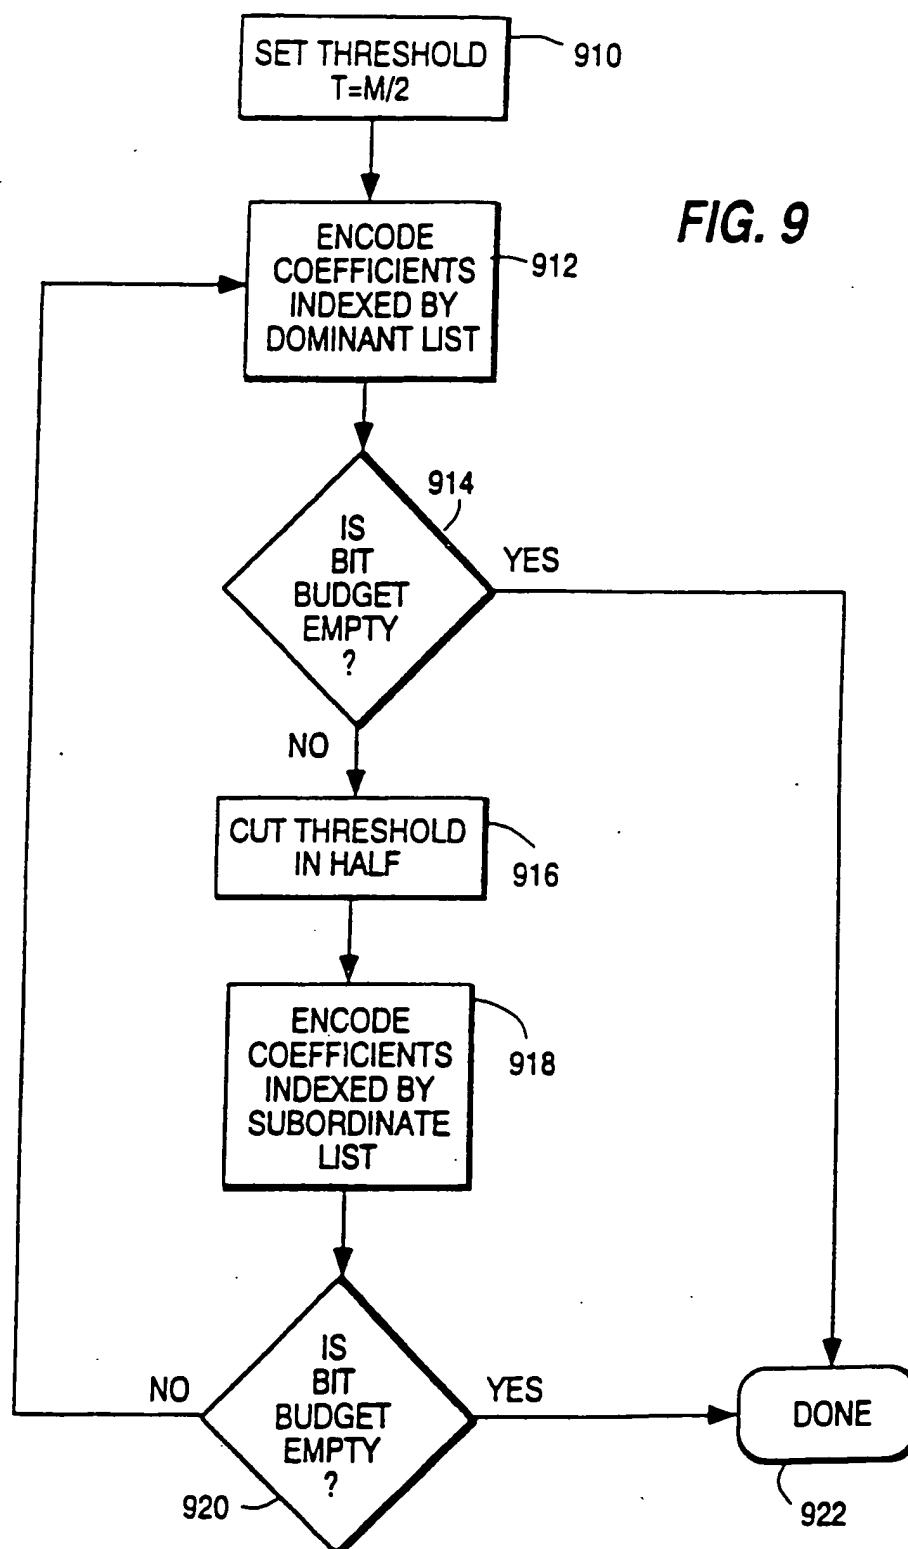 SET THRESHOLD
T=M/2
910
FIG. 9
ENCODE
COEFFICIENTS
INDEXED BY
DOMINANT LIST
912
914
IS
BIT
BUDGET
EMPTY
?
YES
NO
CUT THRESHOLD
IN HALF
916
ENCODE
COEFFICIENTS
INDEXED BY
SUBORDINATE
LIST
918
IS
BIT
BUDGET
EMPTY
?
NO
YES
920
DONE
922